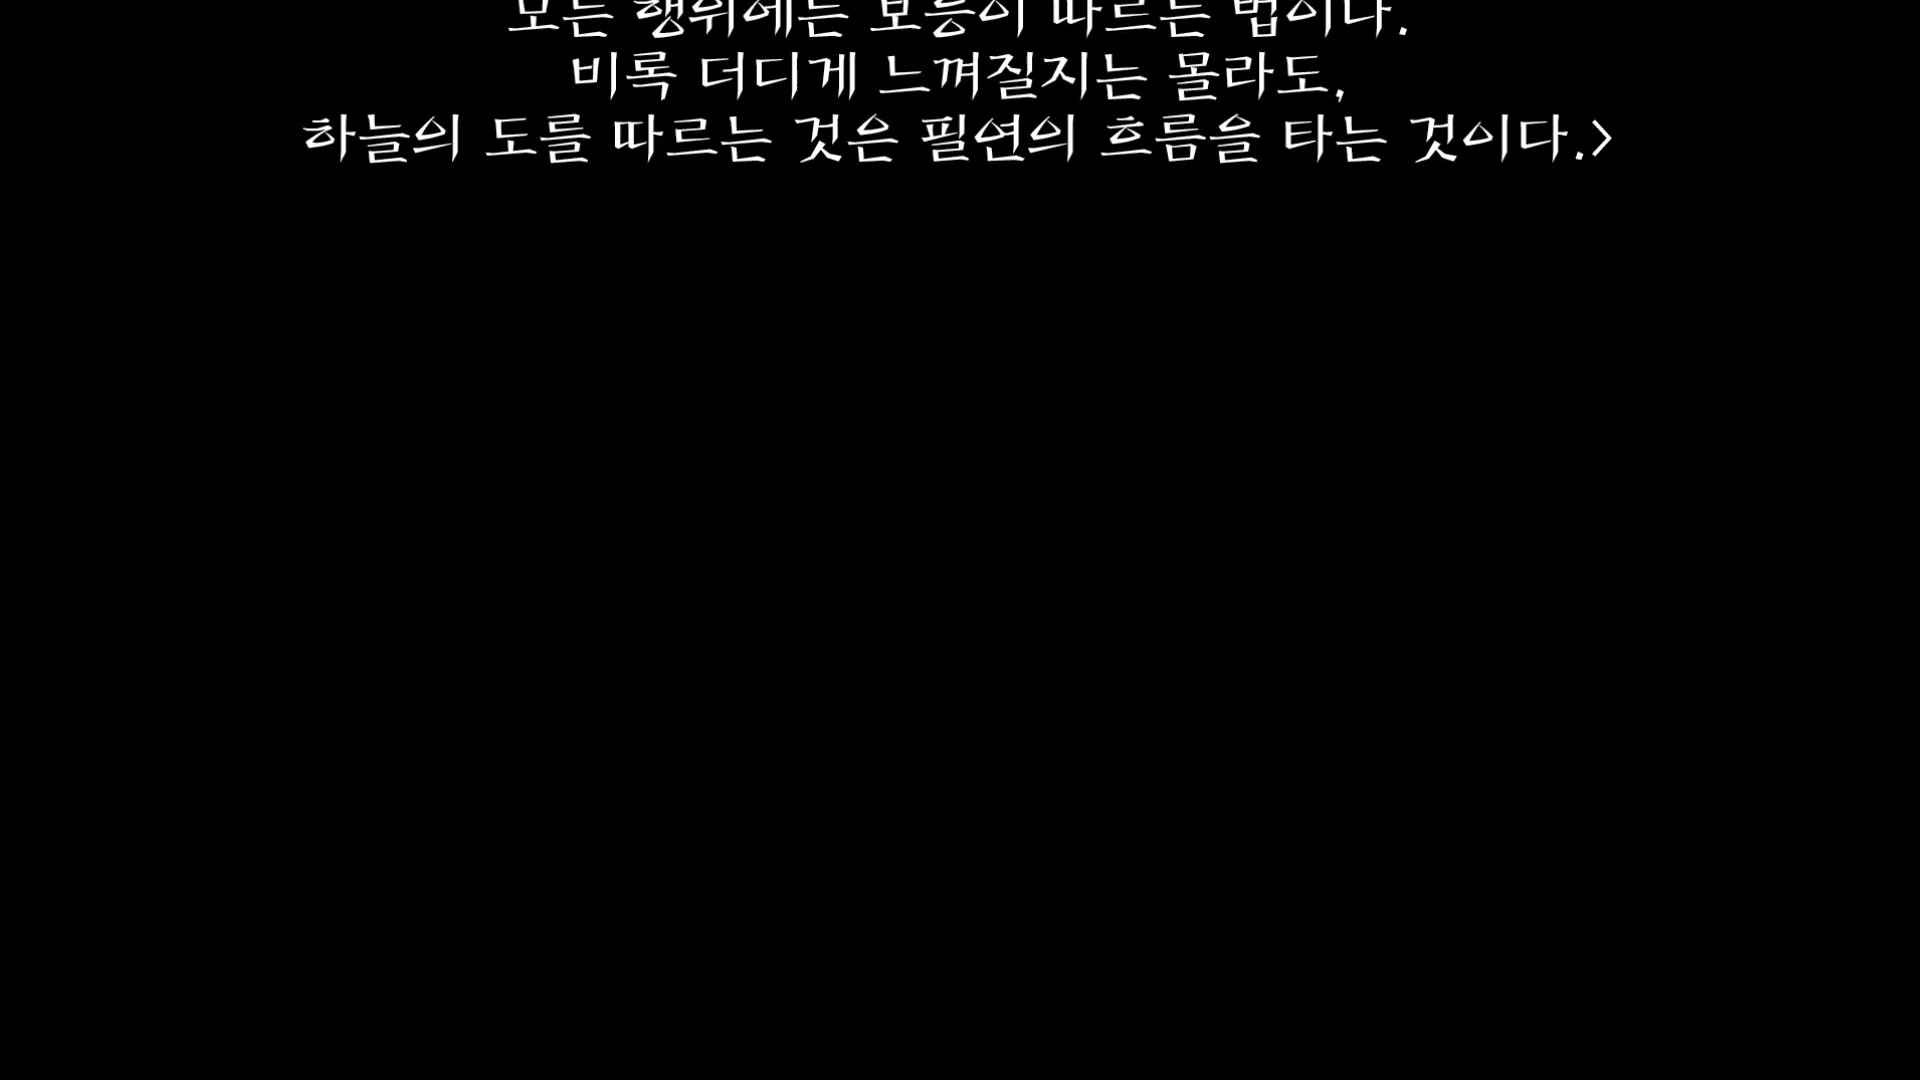 모든 행위에는 보응이 따르는 법이다.
비록 더디게 느껴질지는 몰라도,
하늘의 도를 따르는 것은 필연의 흐름을 타는 것이다.>